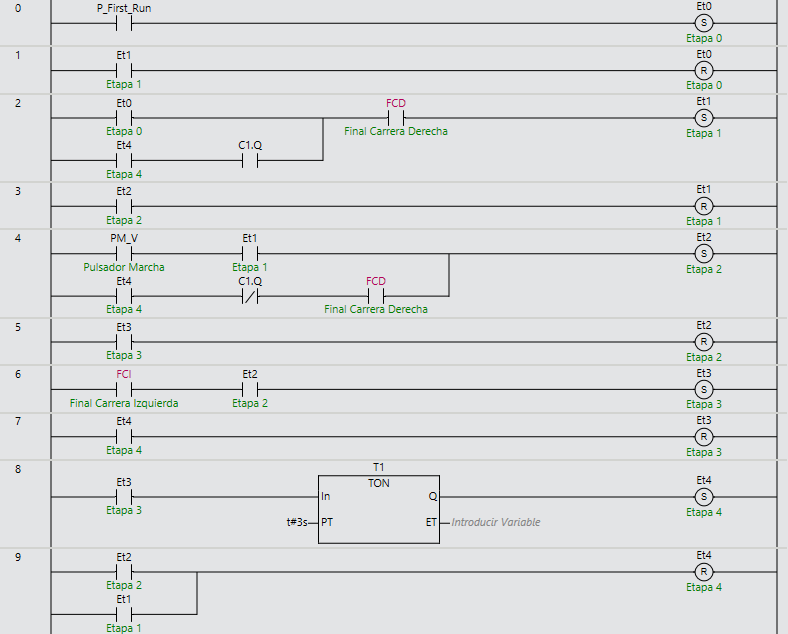 0
P_First_Run
Et0
S
Etapa 0
1
Et1
Et0
Etapa 1
R
Etapa 0
2
Et0
FCD
Et1
Etapa 0
Final Carrera Derecha
S
Etapa 1
Et4
C1.Q
Etapa 4
3
Et2
Et1
Etapa 2
R
Etapa 1
4
PM_V
Et1
Et2
Pulsador Marcha
Etapa 1
S
Etapa 2
Et4
C1.Q
FCD
Etapa 4
Final Carrera Derecha
5
Et3
Et2
Etapa 3
R
Etapa 2
6
FCI
Et2
Et3
Final Carrera Izquierda
Etapa 2
S
Etapa 3
7
Et4
Et3
Etapa 4
R
Etapa 3
8
Et3
T1
TON
Et4
Etapa 3
In
Q
S
Etapa 4
t#3s
PT
ET
Introducir Variable
9
Et2
Et4
Etapa 2
R
Etapa 4
Et1
Etapa 1